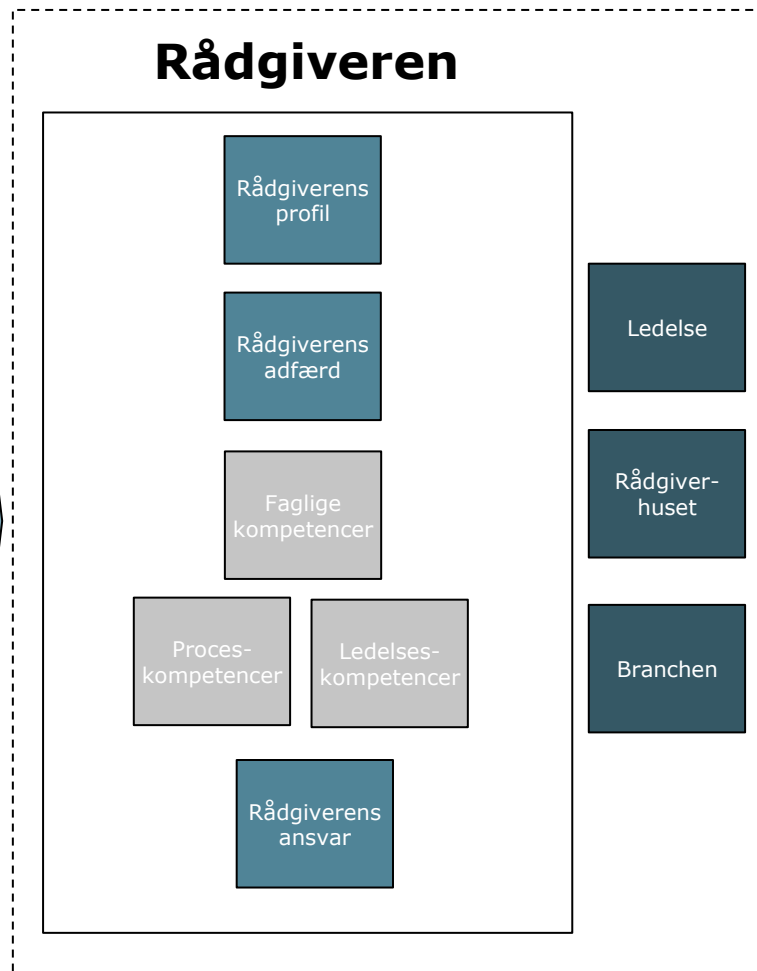 Rådgiveren
Rådgiverens
profil
Rådgiverens
adfærd
Faglige
kompetencer
Proces-
kompetencer
Ledelses-
kompetencer
Rådgiverens
ansvar
Ledelse
Rådgiver-
huset
Branchen